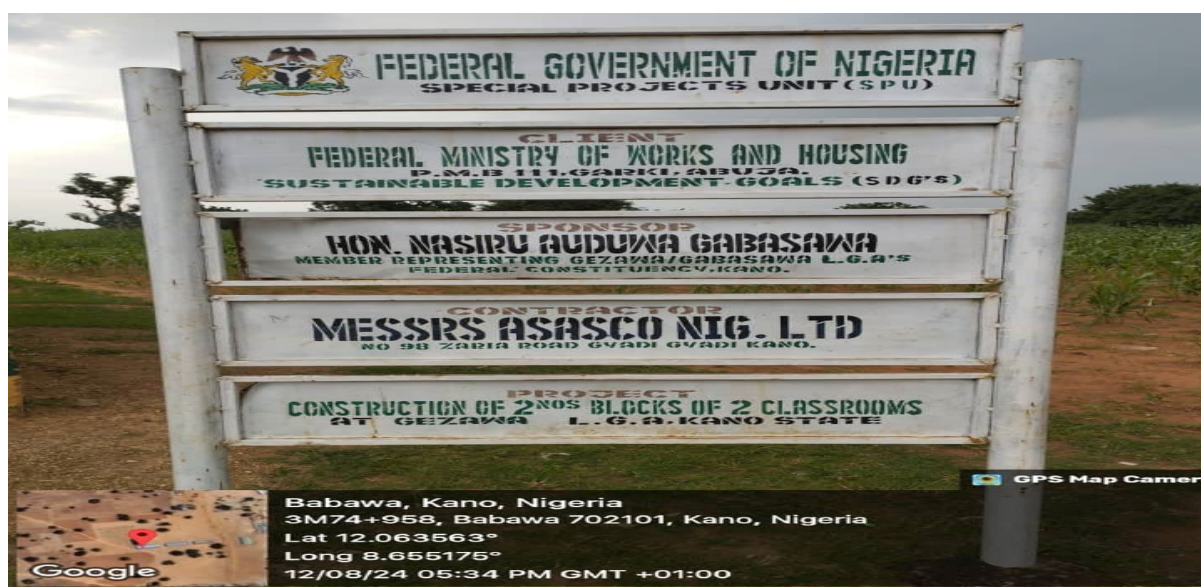 FEDERAL GOVERNMENT OF NIGERIA
SPECIAL PROJECTS UNIT (SPU)
CLIENT
FEDERAL MINISTRY OF WORKS AND HOUSING
P.M.B 111, GARKI, ABUJA.
SUSTAINABLE DEVELOPMENT GOALS (SDG'S)
SPONSOR
HON. NASIRU AUDUWA GABASAWA
MEMBER REPRESENTING GEZAWA/GABASAWA L.G.A'S
FEDERAL CONSTITUENCY, KANO.
CONTRACTOR
MESSRS ASASCO NIG. LTD
NO 98 ZARIA ROAD GYADI GYADI KANO.
PROJECT
CONSTRUCTION OF 2NOS BLOCKS OF 2 CLASSROOMS
AT GEZAWA L.G.A, KANO STATE
GPS Map Camer
Babawa, Kano, Nigeria
3M74+958, Babawa 702101, Kano, Nigeria
Lat 12.063563°
Long 8.655175°
12/08/24 05:34 PM GMT +01:00
Google